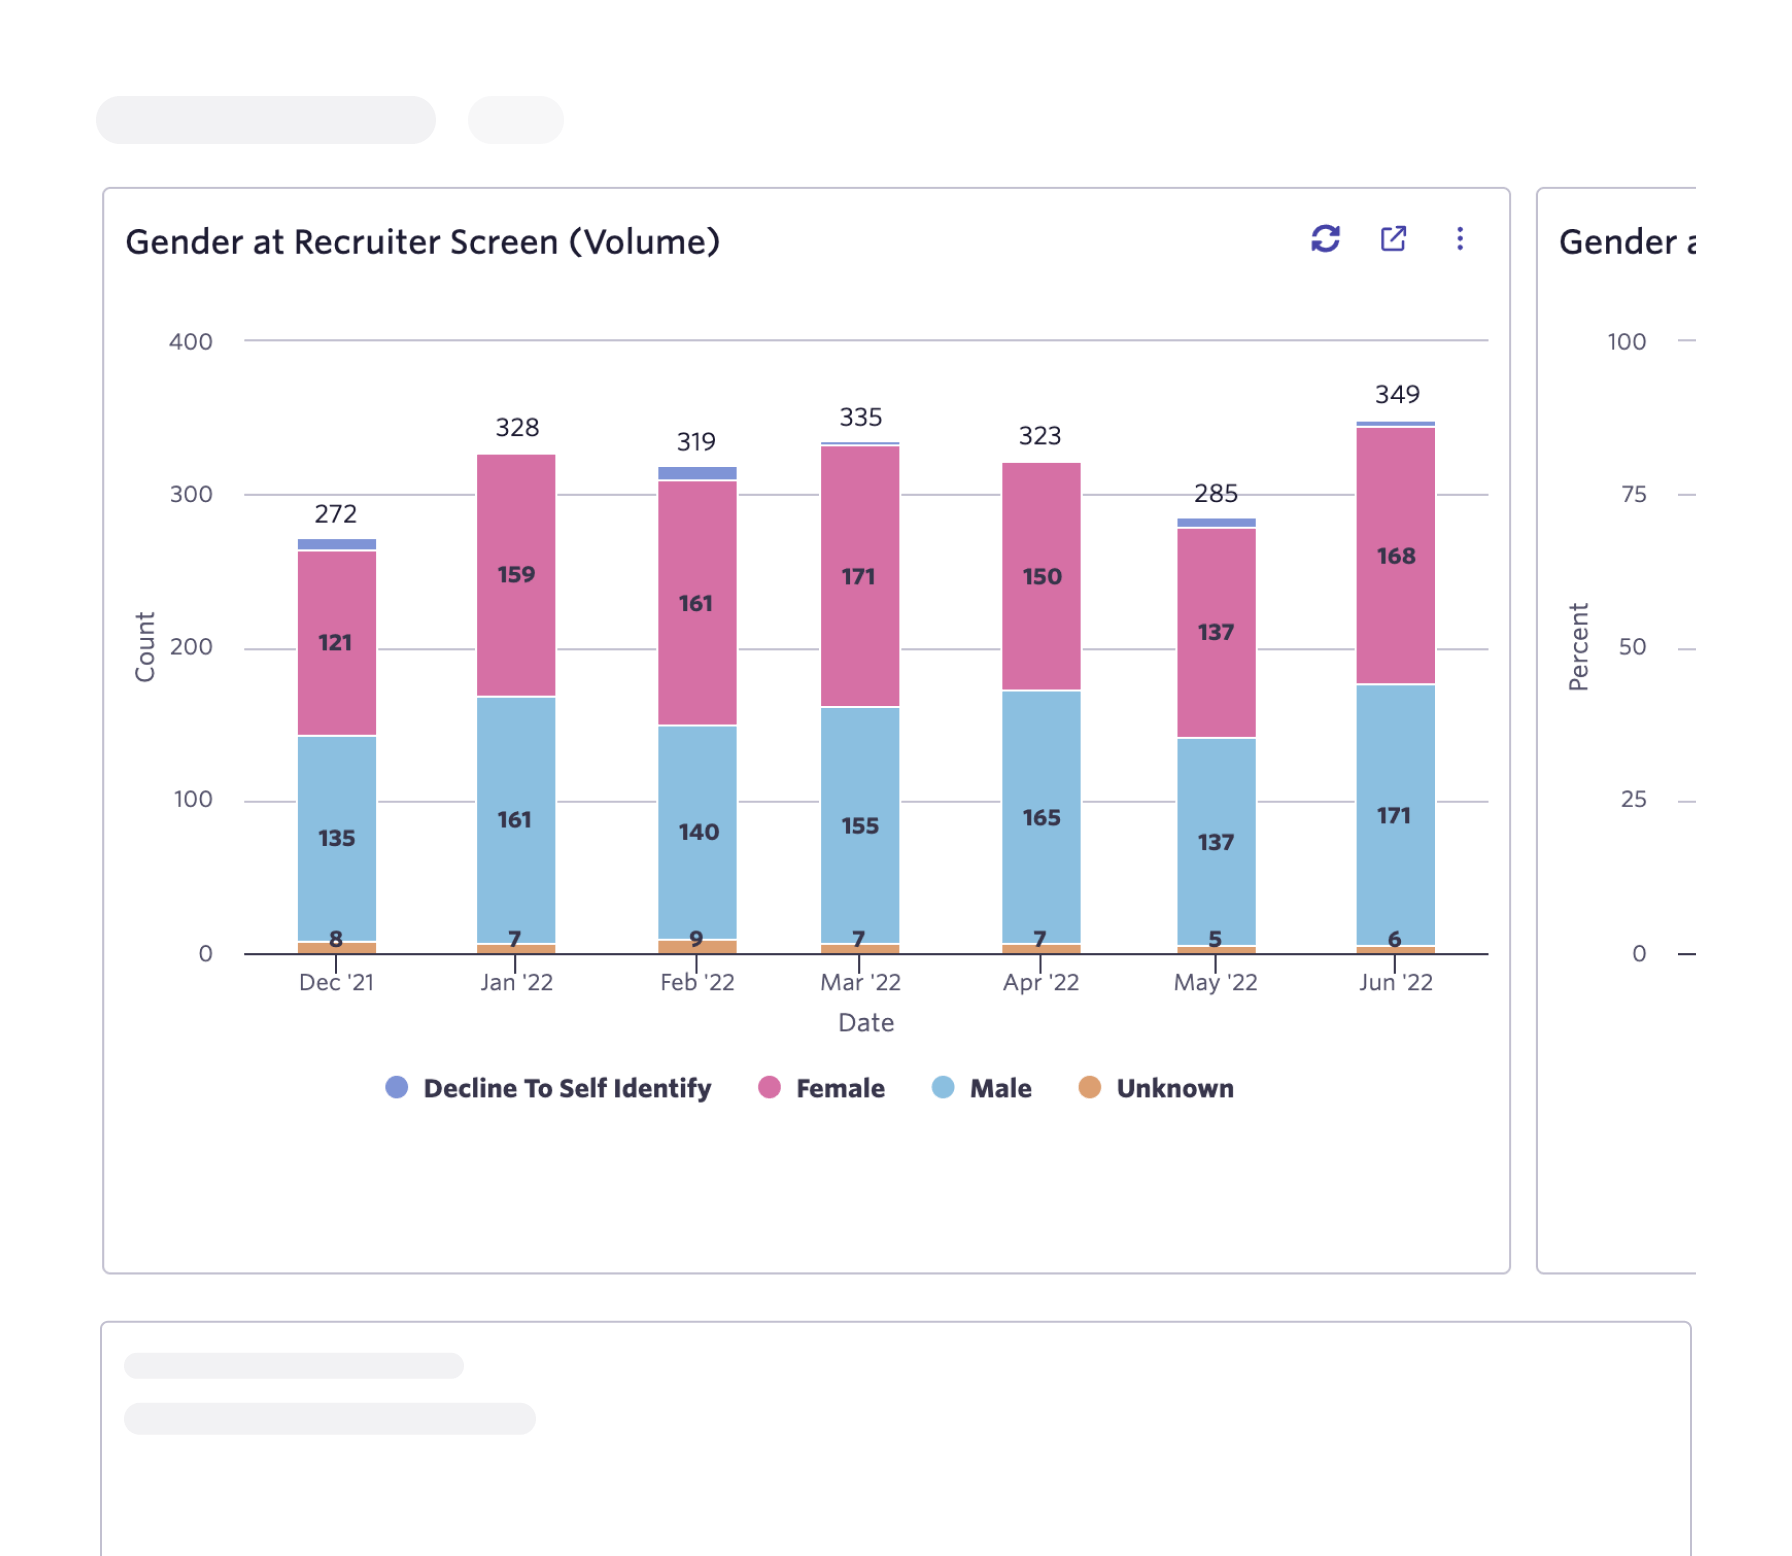 Gender at Recruiter Screen (Volume)
400
300
200
100
0
Count
272
328
319
335
323
285
349
121
159
161
171
150
137
168
135
161
140
155
165
137
171
8
7
9
7
7
5
6
Dec '21
Jan '22
Feb '22
Mar '22
Apr '22
May '22
Jun '22
Date
Decline To Self Identify
Female
Male
Unknown
Gender a
100
75
50
25
0
Percent